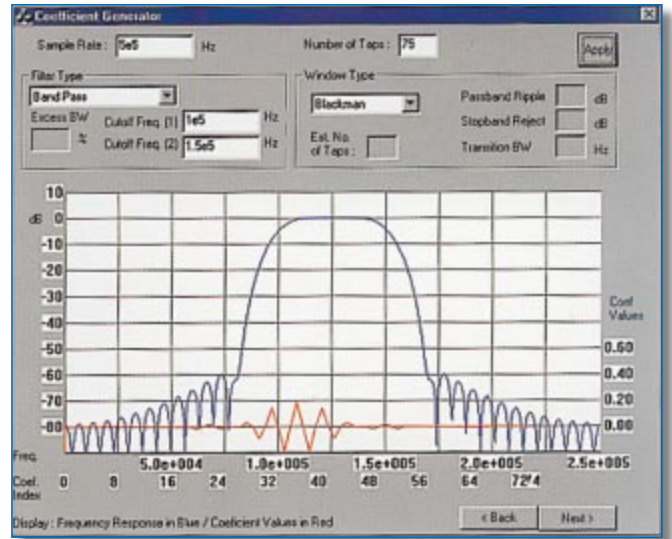 Coefficient Generator
Sample Rate : 5e5 Hz
Number of Taps : 75
Apply
Filter Type
Band Pass
Excess BW
%
Cutoff Freq. (1) 1e5 Hz
Cutoff Freq. (2) 1.5e5 Hz
Window Type
Blackman
Est. No. of Taps :
Passband Ripple dB
Stopband Reject dB
Transition BW Hz
10
dB 0
-10
-20
-30
-40
-50
-60
-70
-80
Coef Values
0.60
0.40
0.20
0.00
Freq. 5.0e+004 1.0e+005 1.5e+005 2.0e+005 2.5e+005
Coef. Index 0 8 16 24 32 40 48 56 64 72
Display : Frequency Response in Blue / Coeficient Values in Red
< Back
Next >